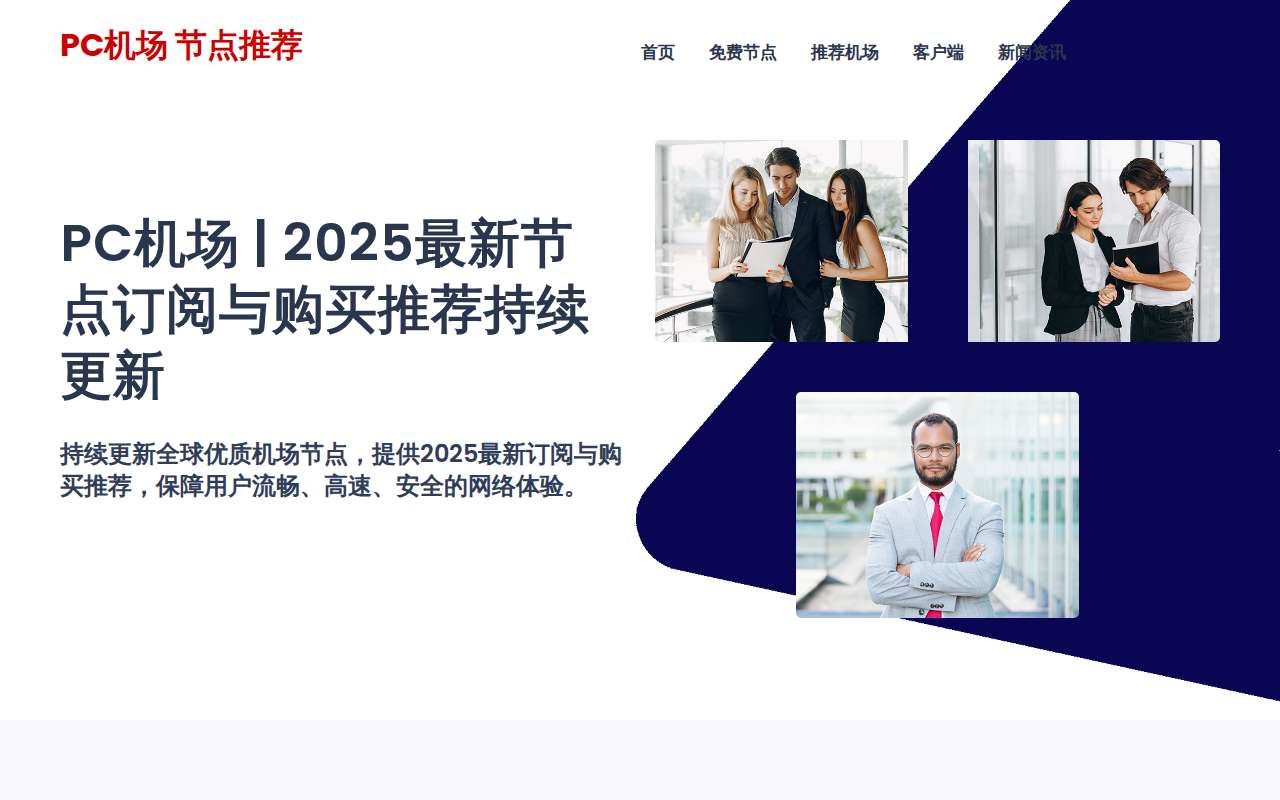 PC机场 节点推荐
首页 免费节点 推荐机场 客户端 新闻资讯
PC机场 | 2025最新节
点订阅与购买推荐持续
更新
持续更新全球优质机场节点，提供2025最新订阅与购
买推荐，保障用户流畅、高速、安全的网络体验。